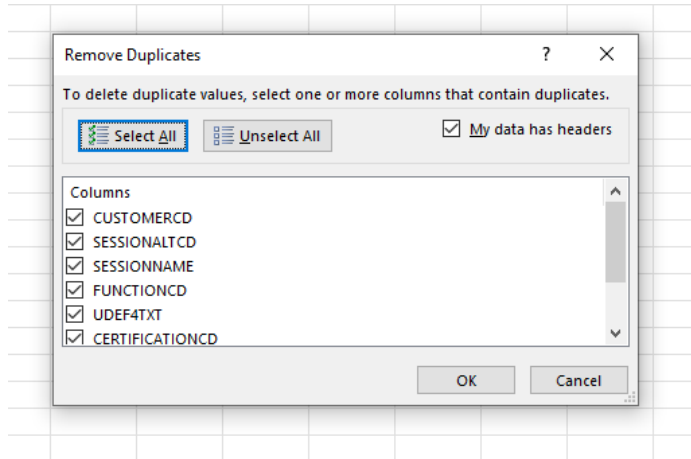 Remove Duplicates ?
To delete duplicate values, select one or more columns that contain duplicates.
Select All Unselect All My data has headers
Columns
CUSTOMERCD
SESSIONALTCD
SESSIONNAME
FUNCTIONCD
UDEF4TXT
CERTIFICATIONCD
OK Cancel